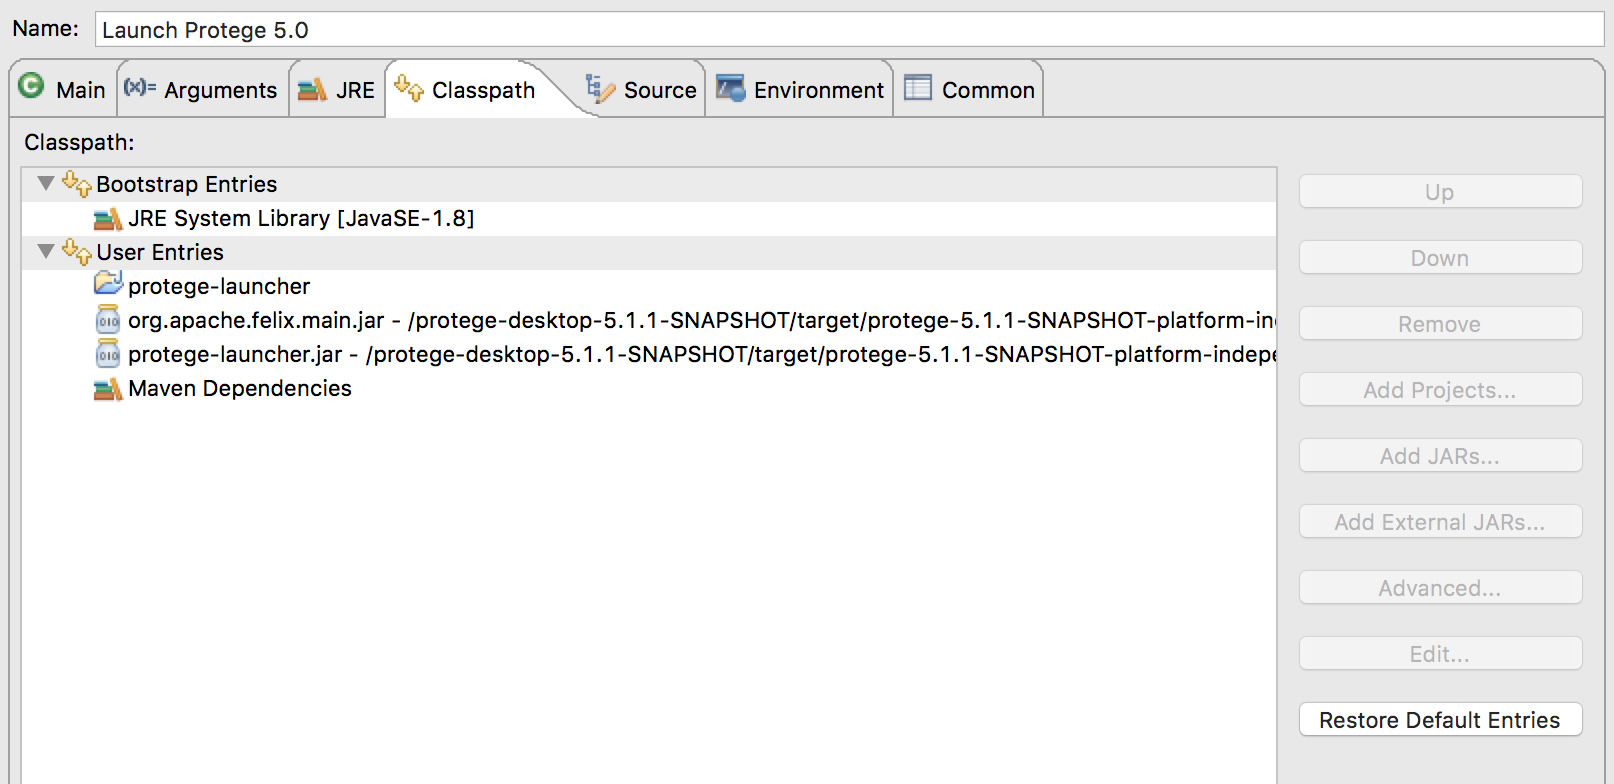 Name: Launch Protege 5.0
Main (x)= Arguments JRE Classpath Source Environment Common
Classpath:
Bootstrap Entries
JRE System Library [JavaSE-1.8]
User Entries
protege-launcher
org.apache.felix.main.jar - /protege-desktop-5.1.1-SNAPSHOT/target/protege-5.1.1-SNAPSHOT-platform-in
protege-launcher.jar - /protege-desktop-5.1.1-SNAPSHOT/target/protege-5.1.1-SNAPSHOT-platform-indepe
Maven Dependencies
Up
Down
Remove
Add Projects...
Add JARs...
Add External JARs...
Advanced...
Edit...
Restore Default Entries